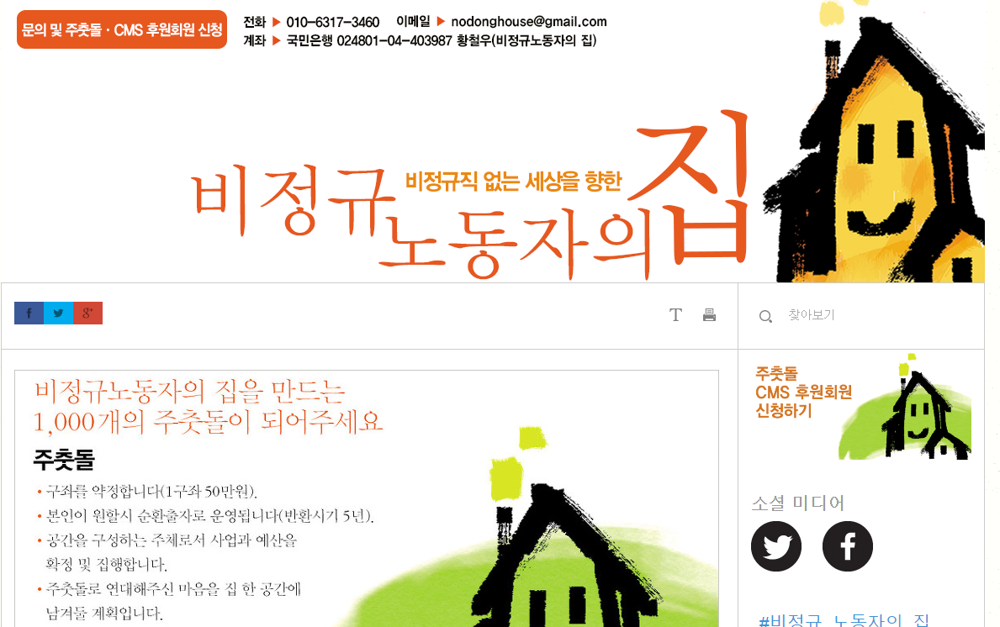 문의 및 주춧돌 · CMS 후원회원 신청
전화 ▶ 010-6317-3460 이메일 ▶ nodonghouse@gmail.com
계좌 ▶ 국민은행 024801-04-403987 황철우(비정규노동자의 집)
비정규직 없는 세상을 향한
비정규
노동자의
집
f g+
T
찾아보기
비정규노동자의 집을 만드는
1,000개의 주춧돌이 되어주세요
주춧돌
• 구좌를 약정합니다(1구좌 50만원).
• 본인이 원할시 순환출자로 운영됩니다(반환시기 5년).
• 공간을 구성하는 주체로서 사업과 예산을
확정 및 집행합니다.
• 주춧돌로 연대해주신 마음을 집 한 공간에
남겨둘 계획입니다.
주춧돌
CMS 후원회원
신청하기
소셜 미디어
#비정규_노동자의_집